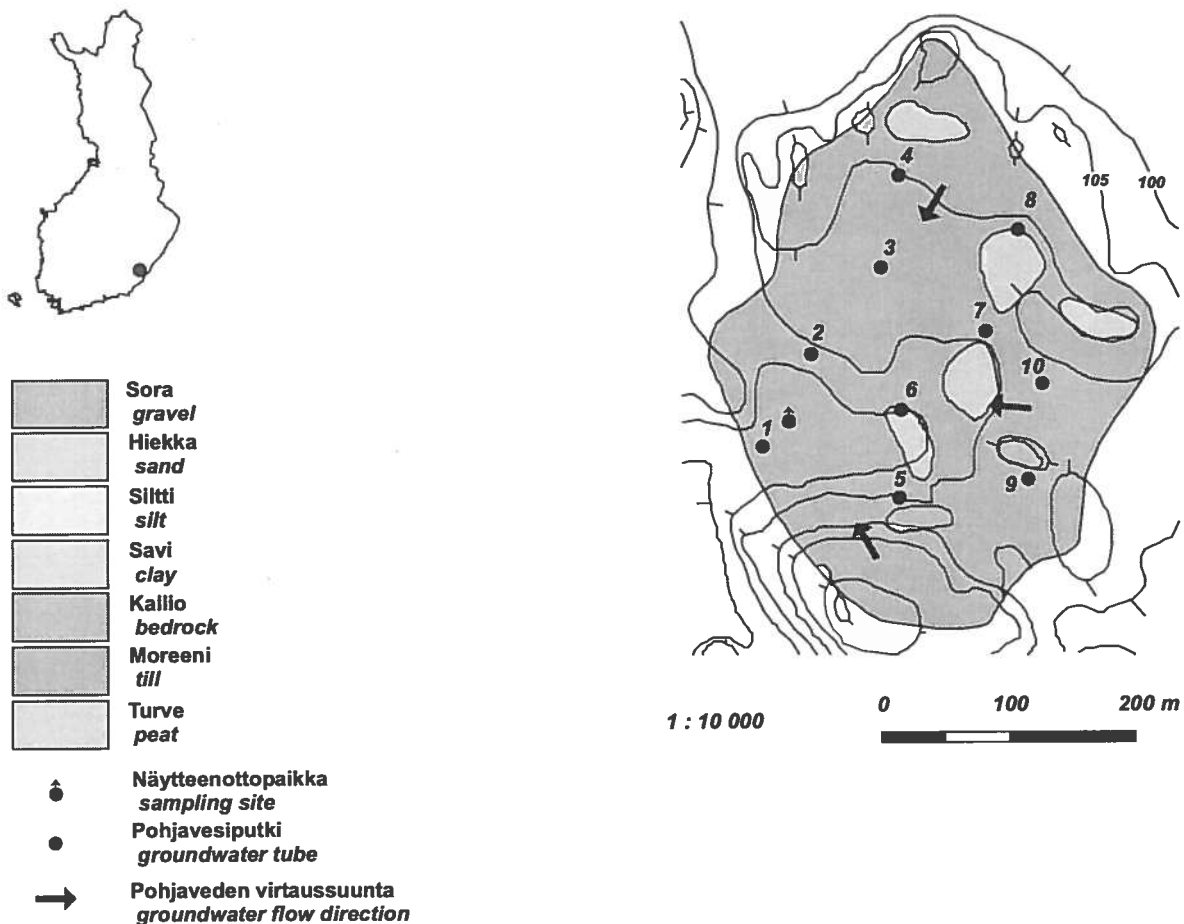 Sora
gravel
Hiekka
sand
Siltti
silt
Savi
clay
Kallio
bedrock
Moreeni
till
Turve
peat
Näytteenottopaikka
sampling site
Pohjavesiputki
groundwater tube
Pohjaveden virtaussuunta
groundwater flow direction
4
8
105 100
3
7
2
10
6
1
5
9
1 : 10 000
0 100 200 m